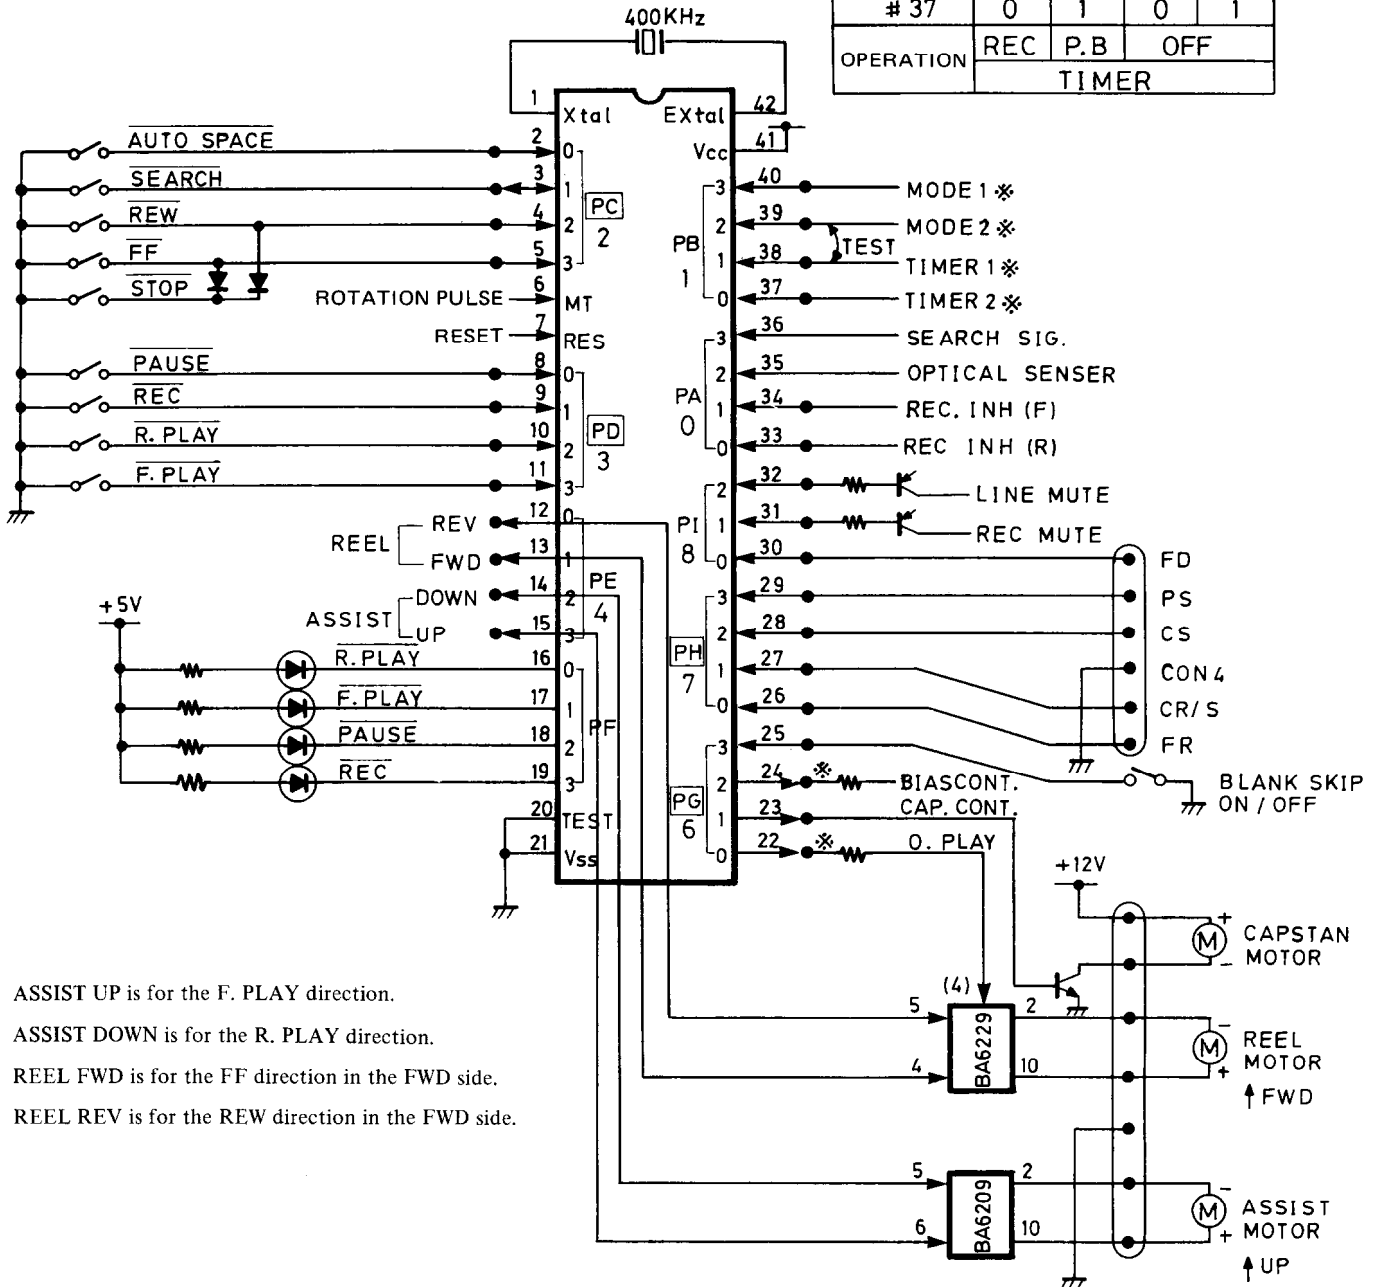 400KHz
# 37 0 1 0 1
OPERATION REC P.B OFF
TIMER
1 Xtal EXtal 42
AUTO SPACE 2 0
Vcc 41
SEARCH 3 1
3 40 MODE 1 ※
REW 4 2
PC
2
2 39 MODE 2 ※
TEST
FF 5 3
PB
1
1 38 TIMER 1 ※
STOP
ROTATION PULSE 6 MT
0 37 TIMER 2 ※
RESET 7 RES
3 36 SEARCH SIG.
PAUSE 8 0
2 35 OPTICAL SENSER
REC 9 1
PA
0
1 34 REC. INH (F)
R. PLAY 10 2
PD
3
0 33 REC INH (R)
F. PLAY 11 3
2 32 LINE MUTE
REEL
REV 12 0
PI
8
1 31 REC MUTE
FWD 13 1
0 30 FD
ASSIST
DOWN 14 2
PE
4
3 29 PS
UP 15 3
2 28 CS
+5V
R. PLAY 16 0
PH
7
1 27 CON 4
F. PLAY 17 1
PF
0 26 CR/S
PAUSE 18 2
3 25 FR
REC 19 3
2 24 ※ BIASCONT.
BLANK SKIP
ON / OFF
20 TEST
PG
6
1 23 CAP. CONT.
21 Vss
0 22 ※ O. PLAY
+12V
+
M
-
CAPSTAN
MOTOR
(4)
5 BA6229 2
4 10
-
M
+
REEL
MOTOR
FWD
5 BA6209 2
6 10
-
M
+
ASSIST
MOTOR
UP
ASSIST UP is for the F. PLAY direction.
ASSIST DOWN is for the R. PLAY direction.
REEL FWD is for the FF direction in the FWD side.
REEL REV is for the REW direction in the FWD side.